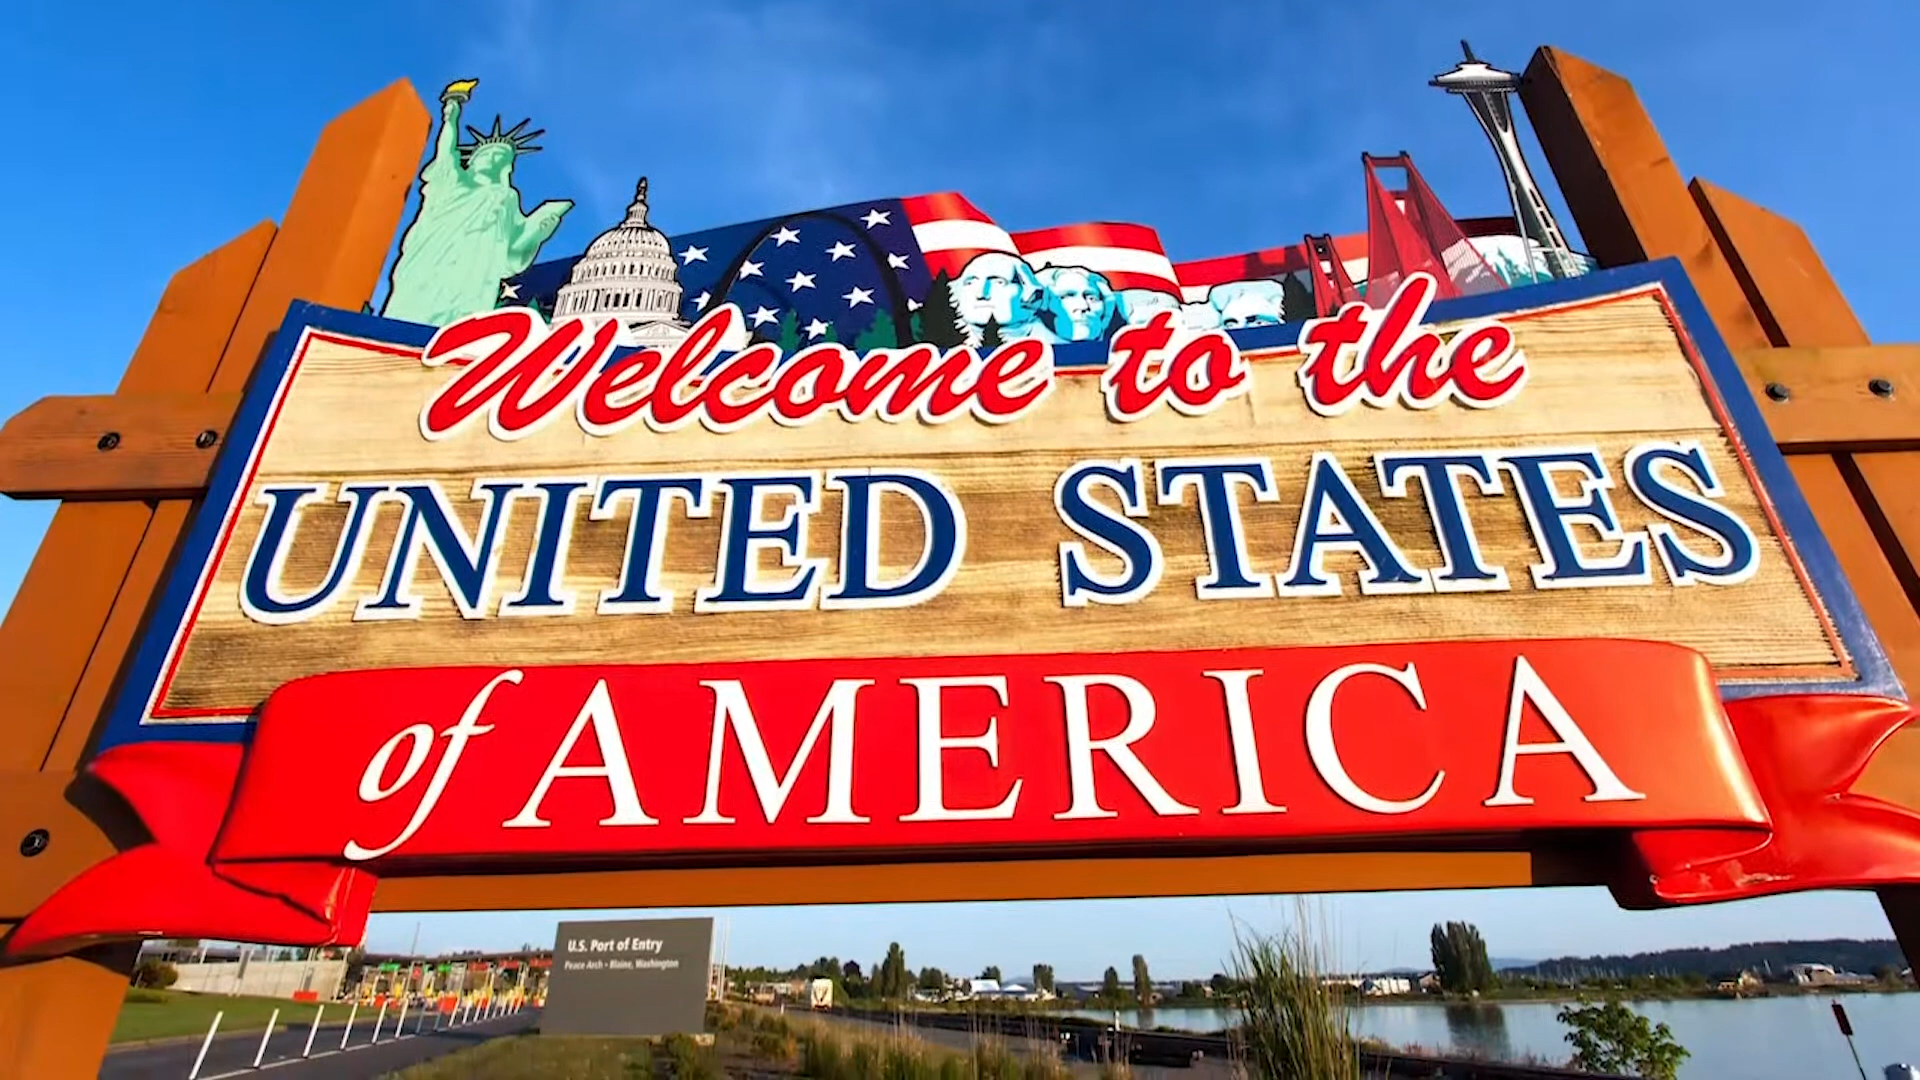 Welcome to the
UNITED STATES
of AMERICA
U.S. Port of Entry
Peace Arch • Blaine, Washington